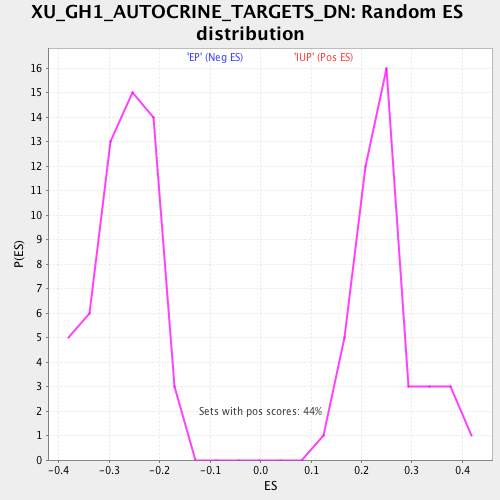 XU_GH1_AUTOCRINE_TARGETS_DN: Random ES
distribution
'EP' (Neg ES) 'IUP' (Pos ES)
16
15
14
13
12
11
10
9
8
7
6
5
4
3
2
1
0
P(ES)
Sets with pos scores: 44%
-0.4 -0.3 -0.2 -0.1 0.0 0.1 0.2 0.3 0.4
ES